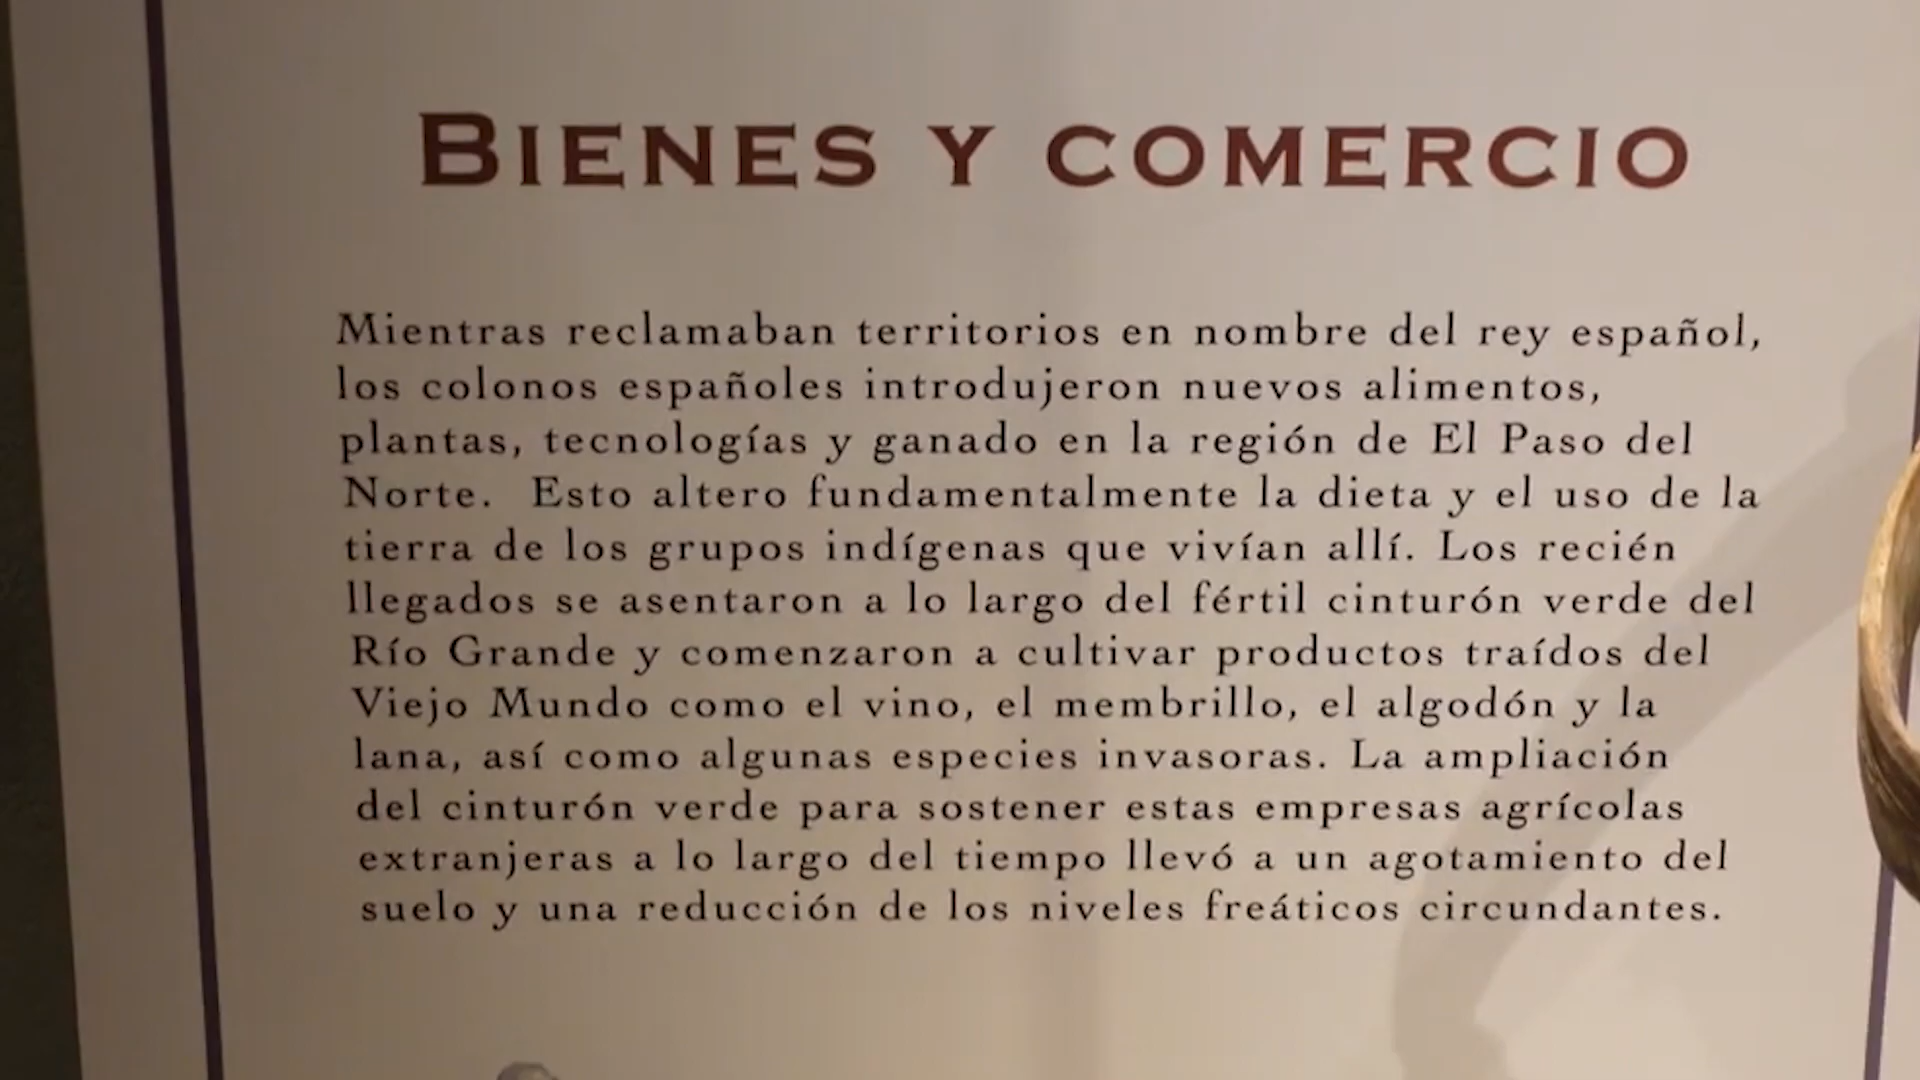 BIENES Y COMERCIO
Mientras reclamaban territorios en nombre del rey español,
los colonos españoles introdujeron nuevos alimentos,
plantas, tecnologías y ganado en la región de El Paso del
Norte.  Esto altero fundamentalmente la dieta y el uso de la
tierra de los grupos indígenas que vivían allí. Los recién
llegados se asentaron a lo largo del fértil cinturón verde del
Río Grande y comenzaron a cultivar productos traídos del
Viejo Mundo como el vino, el membrillo, el algodón y la
lana, así como algunas especies invasoras. La ampliación
del cinturón verde para sostener estas empresas agrícolas
extranjeras a lo largo del tiempo llevó a un agotamiento del
suelo y una reducción de los niveles freáticos circundantes.